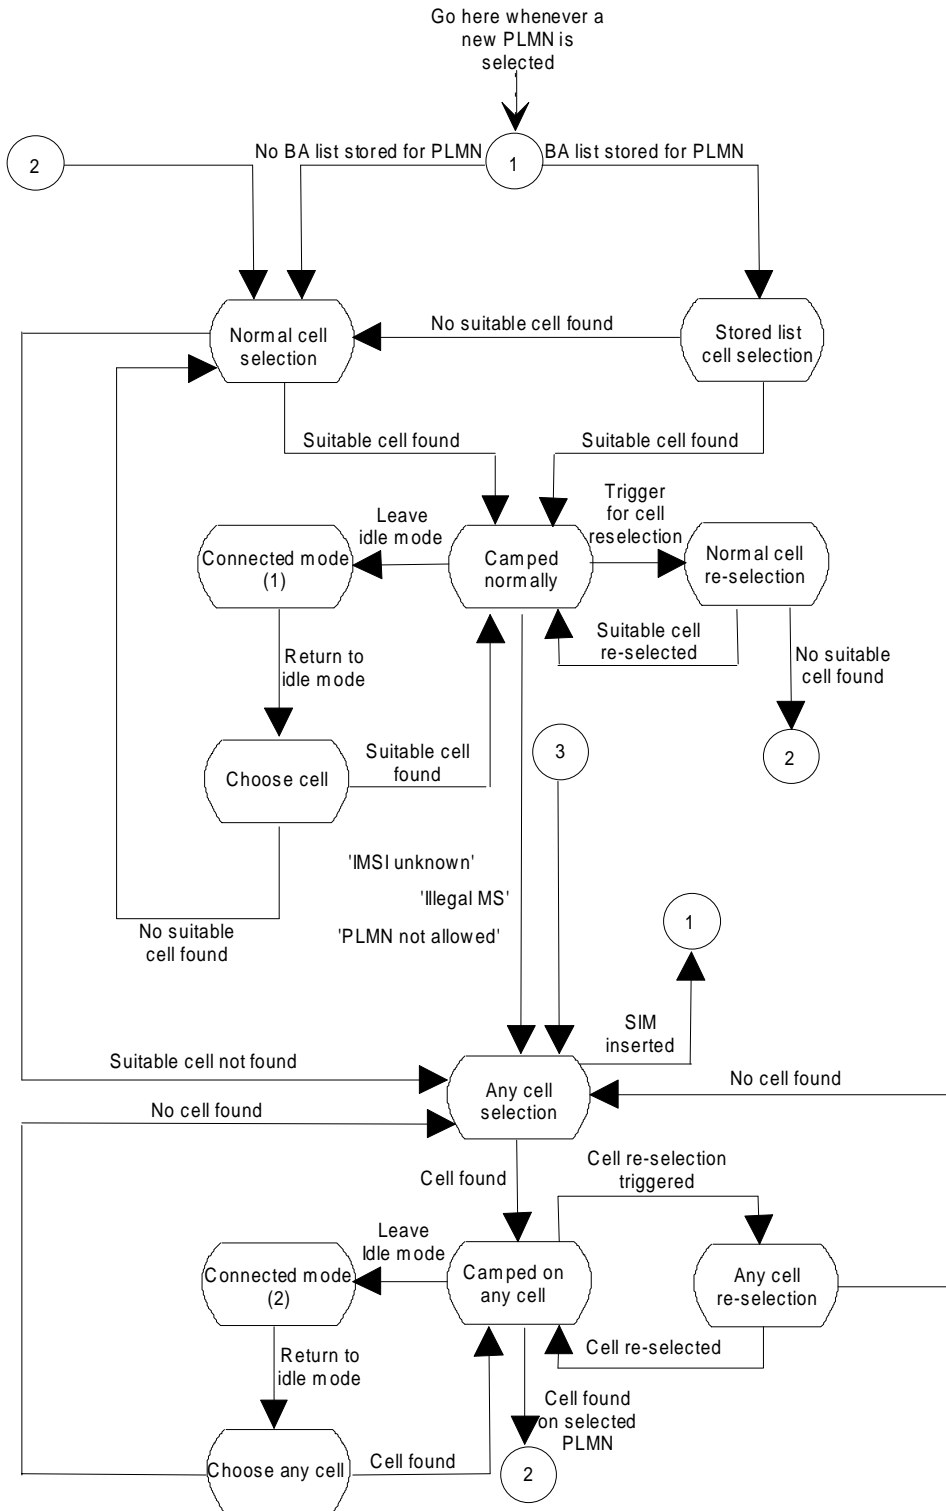 Go here whenever a
new PLMN is
selected
2
No BA list stored for PLMN
1
BA list stored for PLMN
Normal cell
selection
No suitable cell found
Stored list
cell selection
Suitable cell found
Suitable cell found
Leave
idle mode
Trigger
for cell
reselection
Connected mode
(1)
Camped
normally
Normal cell
re-selection
Suitable cell
re-selected
Return to
idle mode
No suitable
cell found
3
2
Choose cell
Suitable cell
found
'IMSI unknown'
'Illegal MS'
'PLMN not allowed'
No suitable
cell found
1
SIM
inserted
Suitable cell not found
No cell found
Any cell
selection
No cell found
Cell found
Cell re-selection
triggered
Leave
Idle mode
Connected mode
(2)
Camped on
any cell
Any cell
re-selection
Return to
idle mode
Cell re-selected
Cell found
on selected
PLMN
Choose any cell
Cell found
2